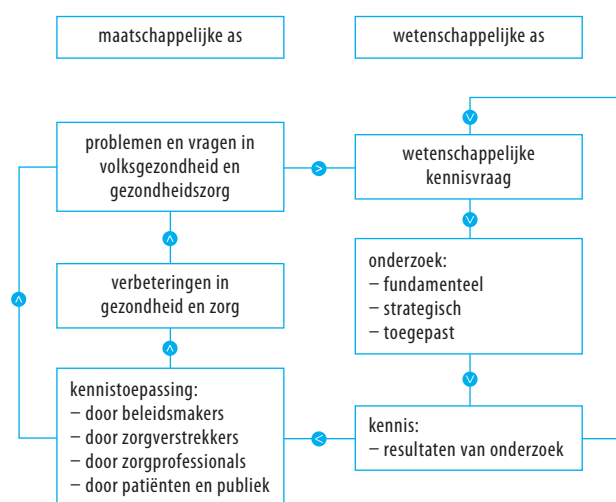 maatschappelijke as
wetenschappelijke as
problemen en vragen in
volksgezondheid en
gezondheidszorg
wetenschappelijke
kennisvraag
verbeteringen in
gezondheid en zorg
onderzoek:
– fundamenteel
– strategisch
– toegepast
kennistoepassing:
– door beleidsmakers
– door zorgverstrekkers
– door zorgprofessionals
– door patiënten en publiek
kennis:
– resultaten van onderzoek